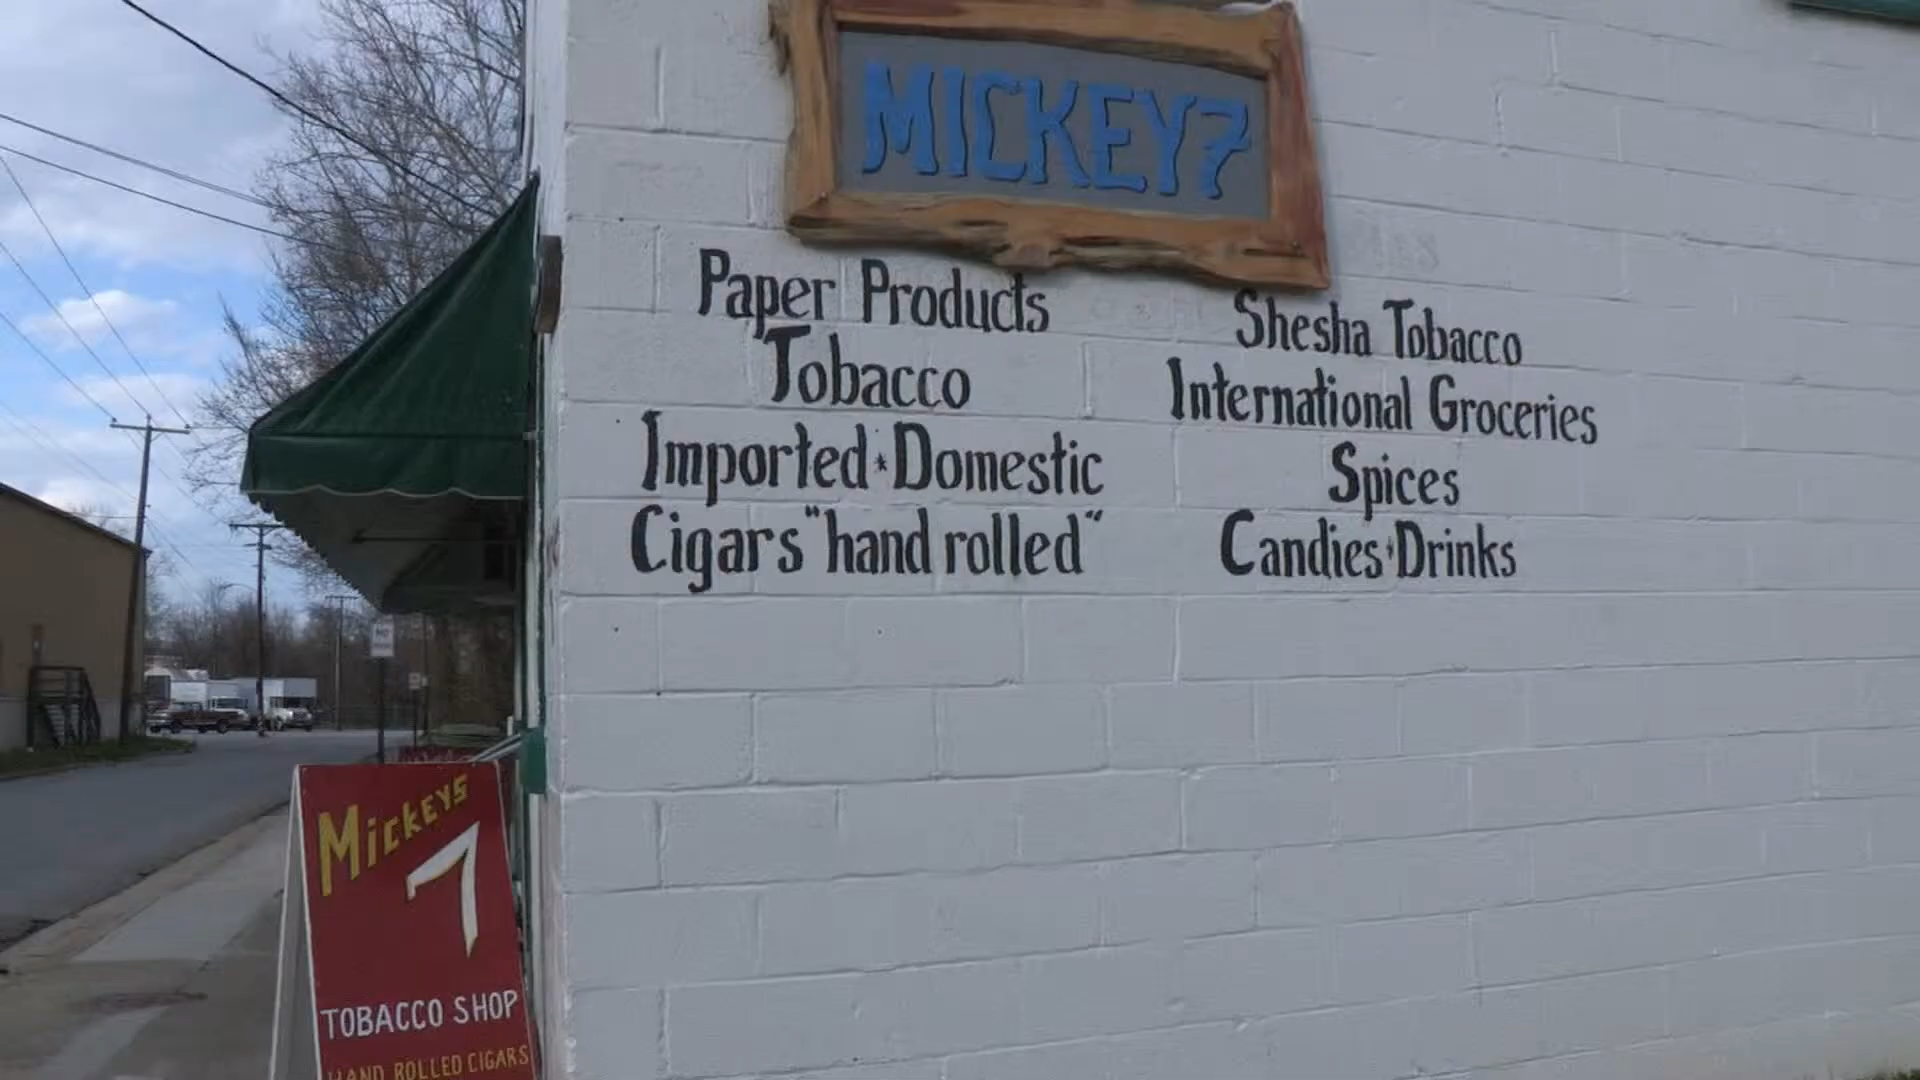 MICKEY7
Paper Products
Tobacco
Imported * Domestic
Cigars "hand rolled"
Shesha Tobacco
International Groceries
Spices
Candies * Drinks
Mickeys
7
TOBACCO SHOP
HAND ROLLED CIGARS